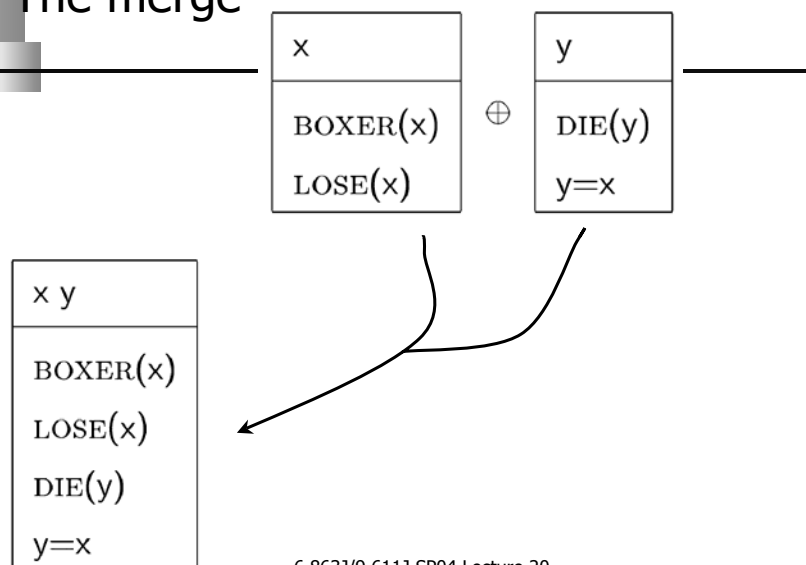 The merge
x
BOXER(x)
LOSE(x)
⊕
y
DIE(y)
y=x
x y
BOXER(x)
LOSE(x)
DIE(y)
y=x